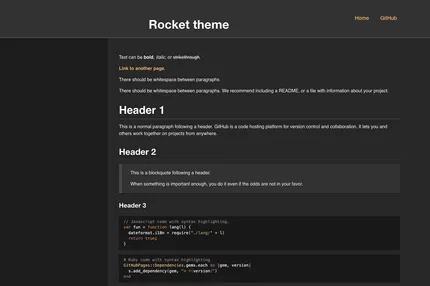 Rocket theme
Home
GitHub
Text can be bold, italic, or strikethrough.
Link to another page.
There should be whitespace between paragraphs.
There should be whitespace between paragraphs. We recommend including a README, or a file with information about your project.
Header 1
This is a normal paragraph following a header. GitHub is a code hosting platform for version control and collaboration. It lets you and
others work together on projects from anywhere.
Header 2
This is a blockquote following a header.
When something is important enough, you do it even if the odds are not in your favor.
Header 3
// Javascript code with syntax highlighting.
var fun = function lang(l) {
dateformat.i18n = require('./lang/' + l)
return true;
}
# Ruby code with syntax highlighting
GitHubPages::Dependencies.gems.each do |gem, version|
s.add_dependency(gem, "= #{version}")
end